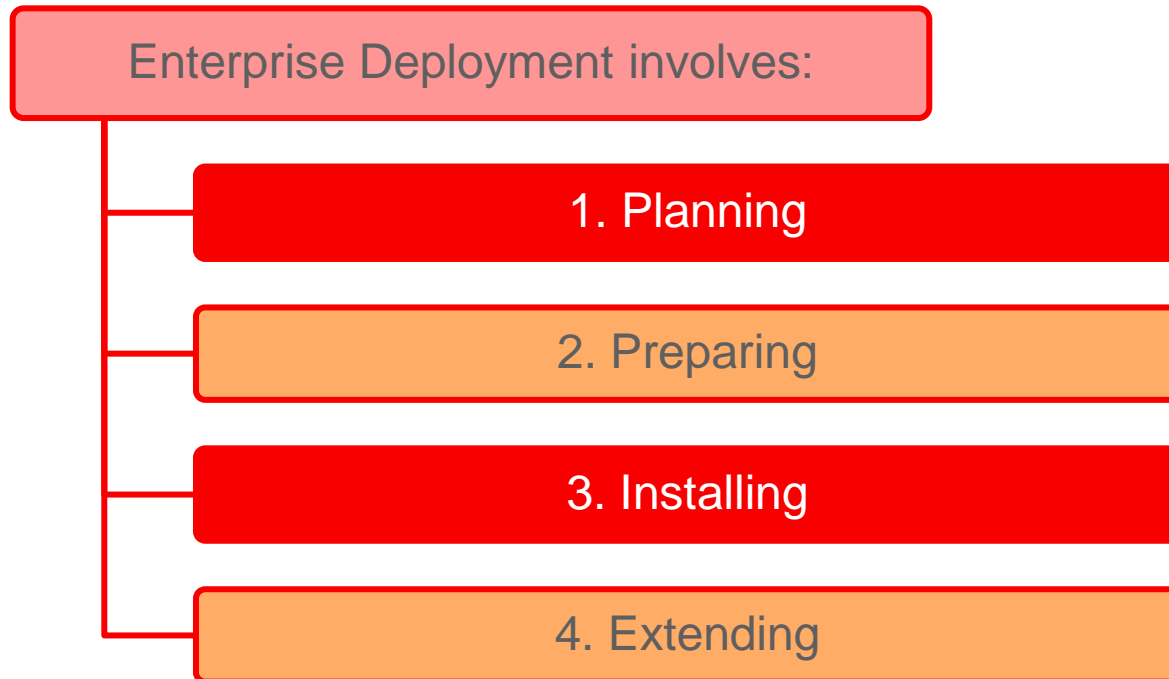 Enterprise Deployment involves:
1. Planning
2. Preparing
3. Installing
4. Extending